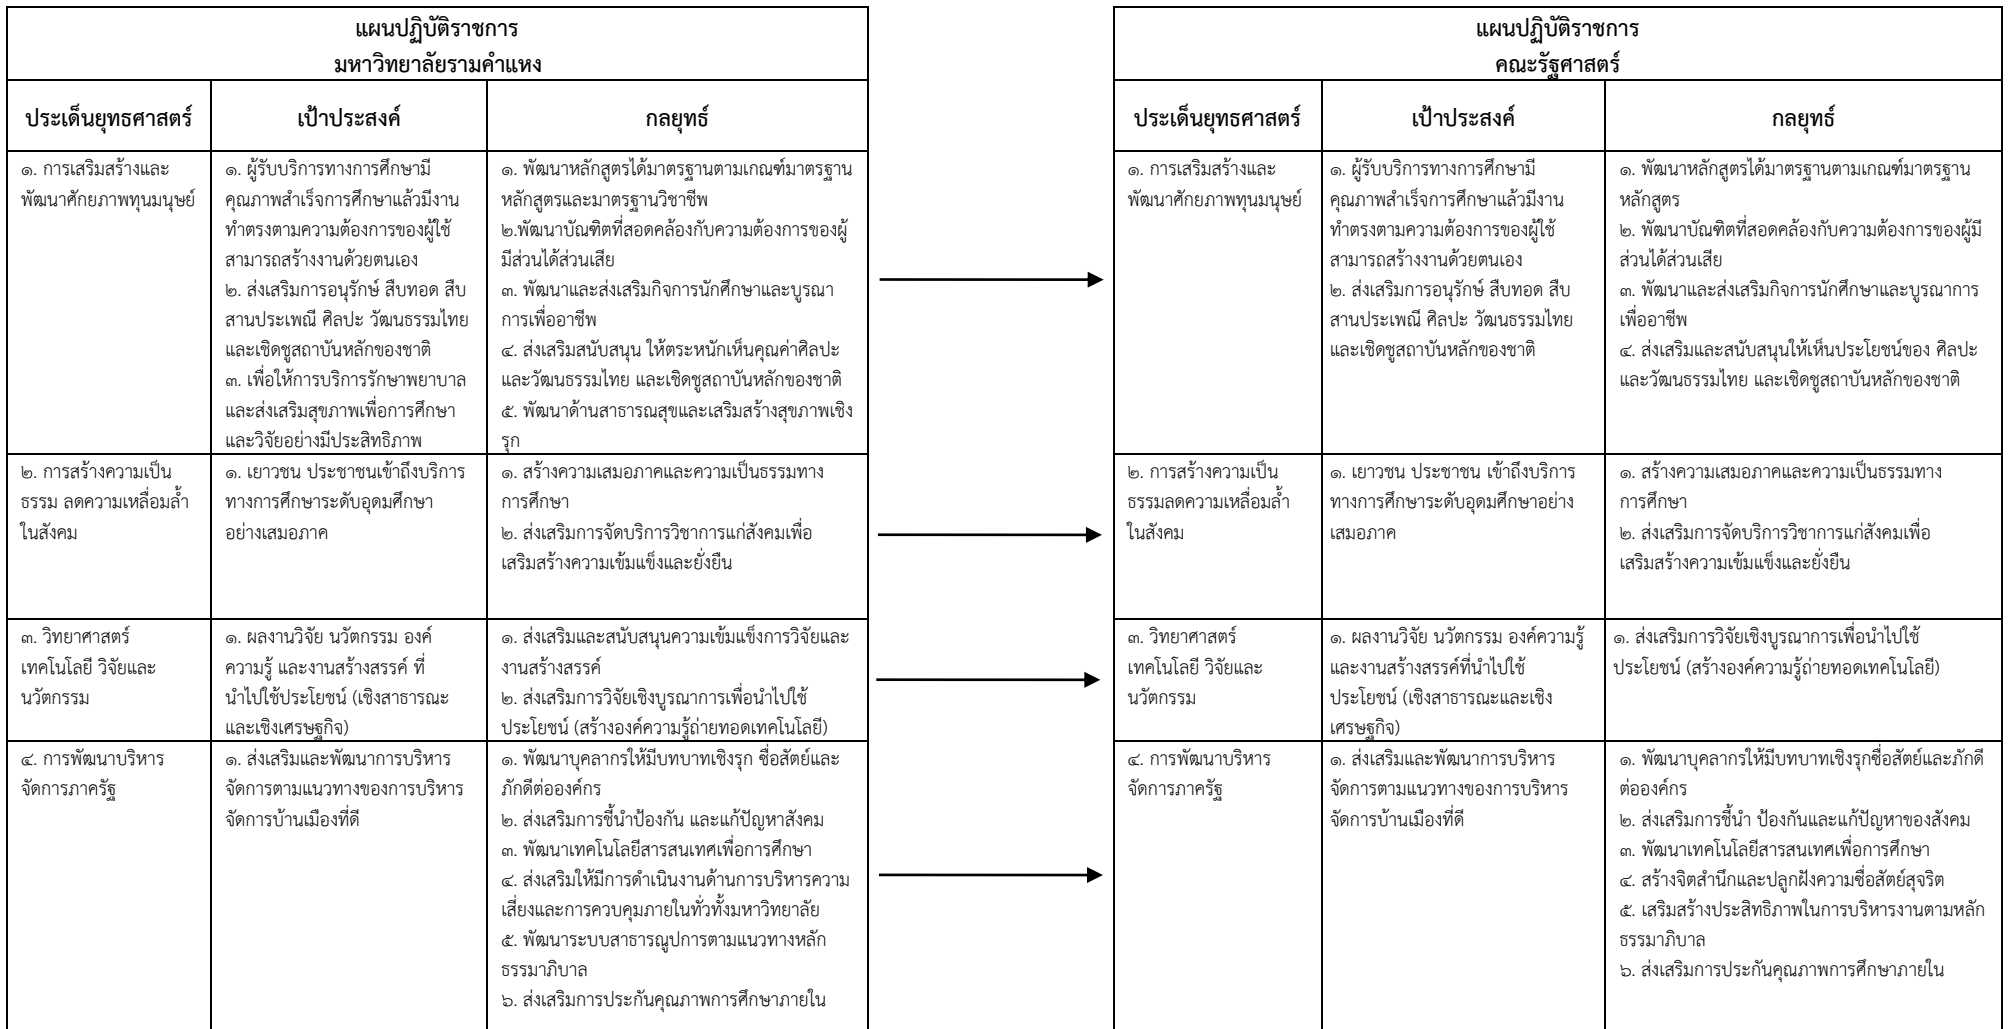 แผนปฏิบัติราชการ
มหาวิทยาลัยรามคำแหง
ประเด็นยุทธศาสตร์
เป้าประสงค์
กลยุทธ์
๑. การเสริมสร้างและ
พัฒนาศักยภาพทุนมนุษย์
๑. ผู้รับบริการทางการศึกษามี
คุณภาพสำเร็จการศึกษาแล้วมีงาน
ทำตรงตามความต้องการของผู้ใช้
สามารถสร้างงานด้วยตนเอง
๒. ส่งเสริมการอนุรักษ์ สืบทอด สืบ
สานประเพณี ศิลปะ วัฒนธรรมไทย
และเชิดชูสถาบันหลักของชาติ
๓. เพื่อให้การบริการรักษาพยาบาล
และส่งเสริมสุขภาพเพื่อการศึกษา
และวิจัยอย่างมีประสิทธิภาพ
๑. พัฒนาหลักสูตรได้มาตรฐานตามเกณฑ์มาตรฐาน
หลักสูตรและมาตรฐานวิชาชีพ
๒.พัฒนาบัณฑิตที่สอดคล้องกับความต้องการของผู้
มีส่วนได้ส่วนเสีย
๓. พัฒนาและส่งเสริมกิจการนักศึกษาและบูรณา
การเพื่ออาชีพ
๔. ส่งเสริมสนับสนุน ให้ตระหนักเห็นคุณค่าศิลปะ
และวัฒนธรรมไทย และเชิดชูสถาบันหลักของชาติ
๕. พัฒนาด้านสาธารณสุขและเสริมสร้างสุขภาพเชิง
รุก
๒. การสร้างความเป็น
ธรรม ลดความเหลื่อมล้ำ
ในสังคม
๑. เยาวชน ประชาชนเข้าถึงบริการ
ทางการศึกษาระดับอุดมศึกษา
อย่างเสมอภาค
๑. สร้างความเสมอภาคและความเป็นธรรมทาง
การศึกษา
๒. ส่งเสริมการจัดบริการวิชาการแก่สังคมเพื่อ
เสริมสร้างความเข้มแข็งและยั่งยืน
๓. วิทยาศาสตร์
เทคโนโลยี วิจัยและ
นวัตกรรม
๑. ผลงานวิจัย นวัตกรรม องค์
ความรู้ และงานสร้างสรรค์ ที่
นำไปใช้ประโยชน์ (เชิงสาธารณะ
และเชิงเศรษฐกิจ)
๑. ส่งเสริมและสนับสนุนความเข้มแข็งการวิจัยและ
งานสร้างสรรค์
๒. ส่งเสริมการวิจัยเชิงบูรณาการเพื่อนำไปใช้
ประโยชน์ (สร้างองค์ความรู้ถ่ายทอดเทคโนโลยี)
๔. การพัฒนาบริหาร
จัดการภาครัฐ
๑. ส่งเสริมและพัฒนาการบริหาร
จัดการตามแนวทางของการบริหาร
จัดการบ้านเมืองที่ดี
๑. พัฒนาบุคลากรให้มีบทบาทเชิงรุก ซื่อสัตย์และ
ภักดีต่อองค์กร
๒. ส่งเสริมการชี้นำป้องกัน และแก้ปัญหาสังคม
๓. พัฒนาเทคโนโลยีสารสนเทศเพื่อการศึกษา
๔. ส่งเสริมให้มีการดำเนินงานด้านการบริหารความ
เสี่ยงและการควบคุมภายในทั่วทั้งมหาวิทยาลัย
๕. พัฒนาระบบสาธารณูปการตามแนวทางหลัก
ธรรมาภิบาล
๖. ส่งเสริมการประกันคุณภาพการศึกษาภายใน
แผนปฏิบัติราชการ
คณะรัฐศาสตร์
ประเด็นยุทธศาสตร์
เป้าประสงค์
กลยุทธ์
๑. การเสริมสร้างและ
พัฒนาศักยภาพทุนมนุษย์
๑. ผู้รับบริการทางการศึกษามี
คุณภาพสำเร็จการศึกษาแล้วมีงาน
ทำตรงตามความต้องการของผู้ใช้
สามารถสร้างงานด้วยตนเอง
๒. ส่งเสริมการอนุรักษ์ สืบทอด สืบ
สานประเพณี ศิลปะ วัฒนธรรมไทย
และเชิดชูสถาบันหลักของชาติ
๑. พัฒนาหลักสูตรได้มาตรฐานตามเกณฑ์มาตรฐาน
หลักสูตร
๒. พัฒนาบัณฑิตที่สอดคล้องกับความต้องการของผู้มี
ส่วนได้ส่วนเสีย
๓. พัฒนาและส่งเสริมกิจการนักศึกษาและบูรณาการ
เพื่ออาชีพ
๔. ส่งเสริมและสนับสนุนให้เห็นประโยชน์ของ ศิลปะ
และวัฒนธรรมไทย และเชิดชูสถาบันหลักของชาติ
๒. การสร้างความเป็น
ธรรมลดความเหลื่อมล้ำ
ในสังคม
๑. เยาวชน ประชาชน เข้าถึงบริการ
ทางการศึกษาระดับอุดมศึกษาอย่าง
เสมอภาค
๑. สร้างความเสมอภาคและความเป็นธรรมทาง
การศึกษา
๒. ส่งเสริมการจัดบริการวิชาการแก่สังคมเพื่อ
เสริมสร้างความเข้มแข็งและยั่งยืน
๓. วิทยาศาสตร์
เทคโนโลยี วิจัยและ
นวัตกรรม
๑. ผลงานวิจัย นวัตกรรม องค์ความรู้
และงานสร้างสรรค์ที่นำไปใช้
ประโยชน์ (เชิงสาธารณะและเชิง
เศรษฐกิจ)
๑. ส่งเสริมการวิจัยเชิงบูรณาการเพื่อนำไปใช้
ประโยชน์ (สร้างองค์ความรู้ถ่ายทอดเทคโนโลยี)
๔. การพัฒนาบริหาร
จัดการภาครัฐ
๑. ส่งเสริมและพัฒนาการบริหาร
จัดการตามแนวทางของการบริหาร
จัดการบ้านเมืองที่ดี
๑. พัฒนาบุคลากรให้มีบทบาทเชิงรุกซื่อสัตย์และภักดี
ต่อองค์กร
๒. ส่งเสริมการชี้นำ ป้องกันและแก้ปัญหาของสังคม
๓. พัฒนาเทคโนโลยีสารสนเทศเพื่อการศึกษา
๔. สร้างจิตสำนึกและปลูกฝังความซื่อสัตย์สุจริต
๕. เสริมสร้างประสิทธิภาพในการบริหารงานตามหลัก
ธรรมาภิบาล
๖. ส่งเสริมการประกันคุณภาพการศึกษาภายใน